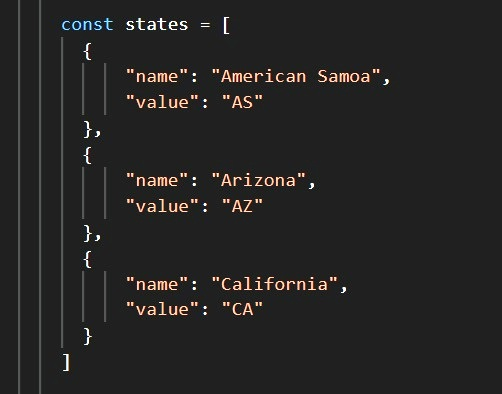 const states = [
{
"name": "American Samoa",
"value": "AS"
},
{
"name": "Arizona",
"value": "AZ"
},
{
"name": "California",
"value": "CA"
}
]